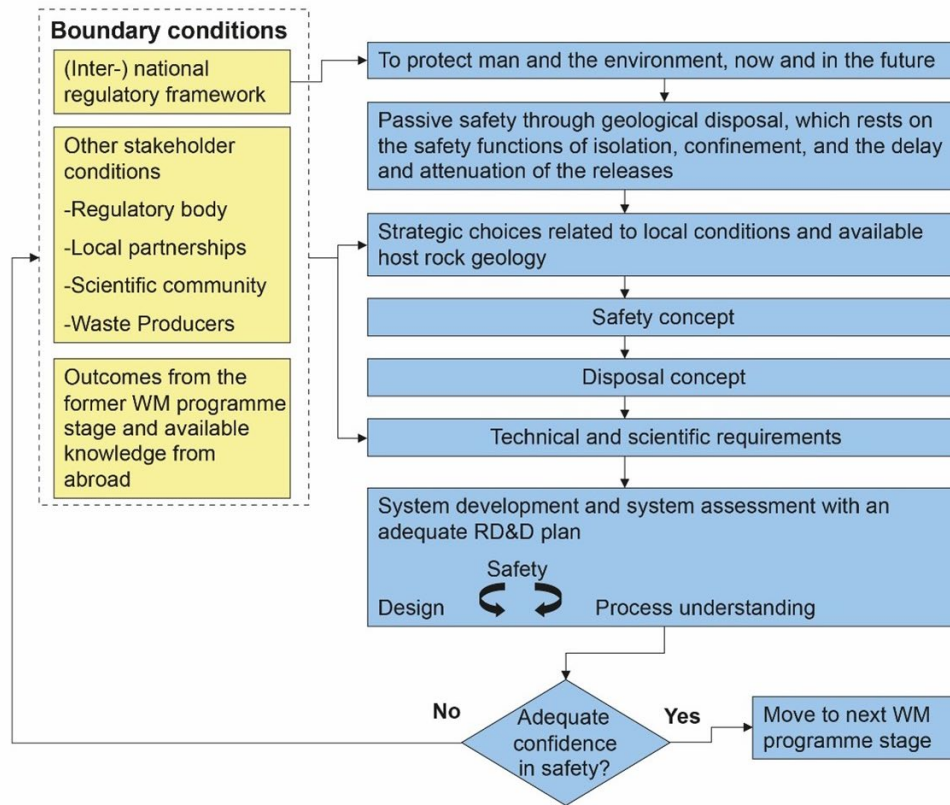 Boundary conditions
(Inter-) national
regulatory framework
Other stakeholder
conditions
-Regulatory body
-Local partnerships
-Scientific community
-Waste Producers
Outcomes from the
former WM programme
stage and available
knowledge from
abroad
To protect man and the environment, now and in the future
Passive safety through geological disposal, which rests on
the safety functions of isolation, confinement, and the delay
and attenuation of the releases
Strategic choices related to local conditions and available
host rock geology
Safety concept
Disposal concept
Technical and scientific requirements
System development and system assessment with an
adequate RD&D plan
Safety
Design
Process understanding
No
Adequate
confidence
in safety?
Yes
Move to next WM
programme stage